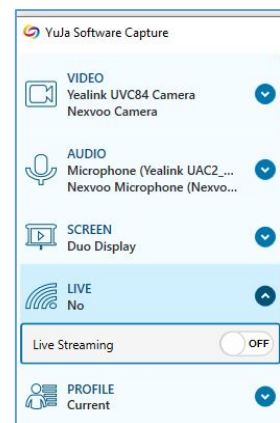 YuJa Software Capture
VIDEO
Yealink UVC84 Camera
Nexvoo Camera
AUDIO
Microphone (Yealink UAC2_...
Nexvoo Microphone (Nexvo...
SCREEN
Duo Display
LIVE
No
Live Streaming OFF
PROFILE
Current